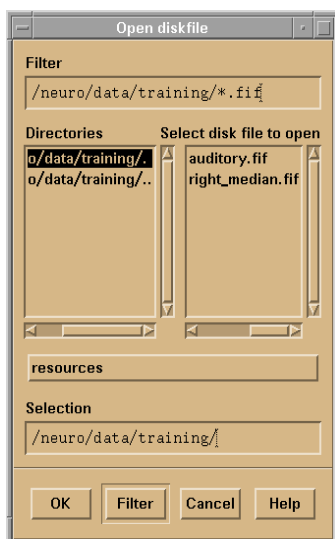 Open diskfile
Filter
/neuro/data/training/*.fif
Directories
Select disk file to open
o/data/training/.
o/data/training/..
auditory.fif
right_median.fif
resources
Selection
/neuro/data/training/
OK
Filter
Cancel
Help